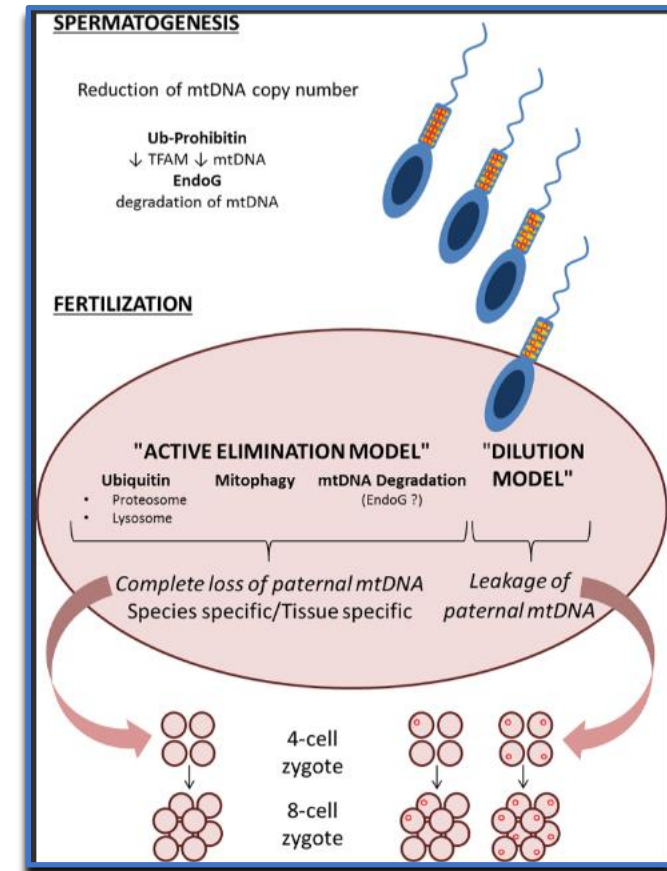 SPERMATOGENESIS
Reduction of mtDNA copy number
Ub-Prohibitin
↓ TFAM ↓ mtDNA
EndoG
degradation of mtDNA
FERTILIZATION
"ACTIVE ELIMINATION MODEL"
Ubiquitin
• Proteosome
• Lysosome
Mitophagy
mtDNA Degradation
(EndoG ?)
"DILUTION
MODEL"
Complete loss of paternal mtDNA
Species specific/Tissue specific
Leakage of
paternal mtDNA
4-cell
zygote
8-cell
zygote